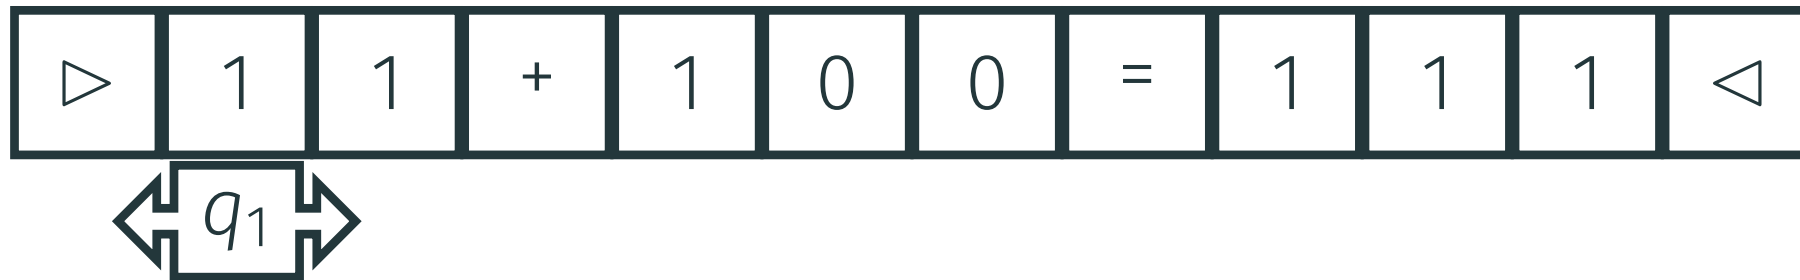 ▷ 1 1 + 1 0 0 = 1 1 1 ◁
q₁